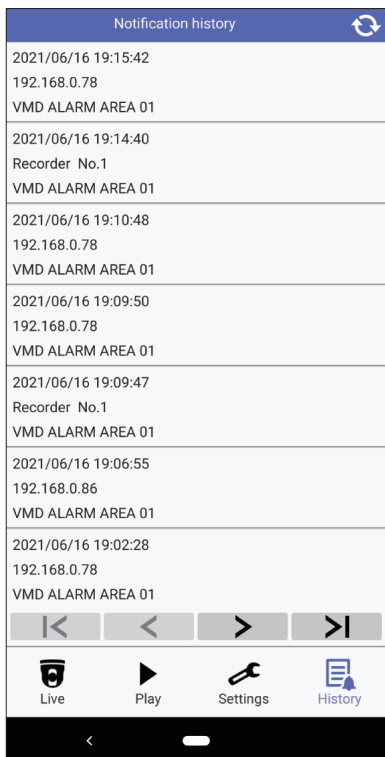 Notification history
2021/06/16 19:15:42
192.168.0.78
VMD ALARM AREA 01
2021/06/16 19:14:40
Recorder No.1
VMD ALARM AREA 01
2021/06/16 19:10:48
192.168.0.78
VMD ALARM AREA 01
2021/06/16 19:09:50
192.168.0.78
VMD ALARM AREA 01
2021/06/16 19:09:47
Recorder No.1
VMD ALARM AREA 01
2021/06/16 19:06:55
192.168.0.86
VMD ALARM AREA 01
2021/06/16 19:02:28
192.168.0.78
VMD ALARM AREA 01
Live Play Settings History